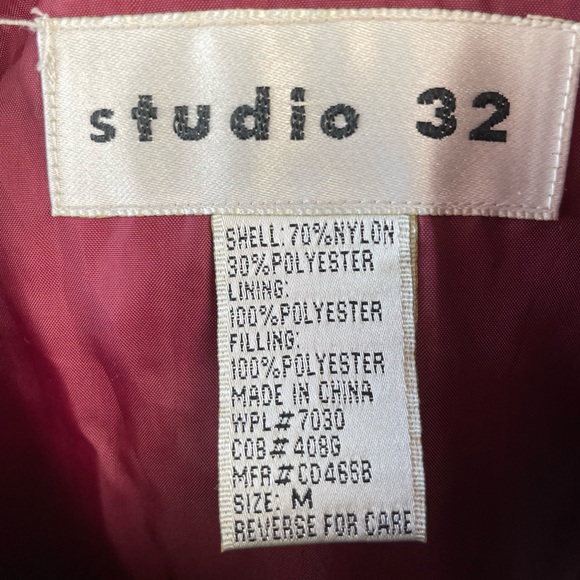 studio 32
SHELL: 70%NYLON
30%POLYESTER
LINING:
100%POLYESTER
FILLING:
100%POLYESTER
MADE IN CHINA
WPL# 7030
COB# 408G
MFR# CD466B
SIZE: M
REVERSE FOR CARE